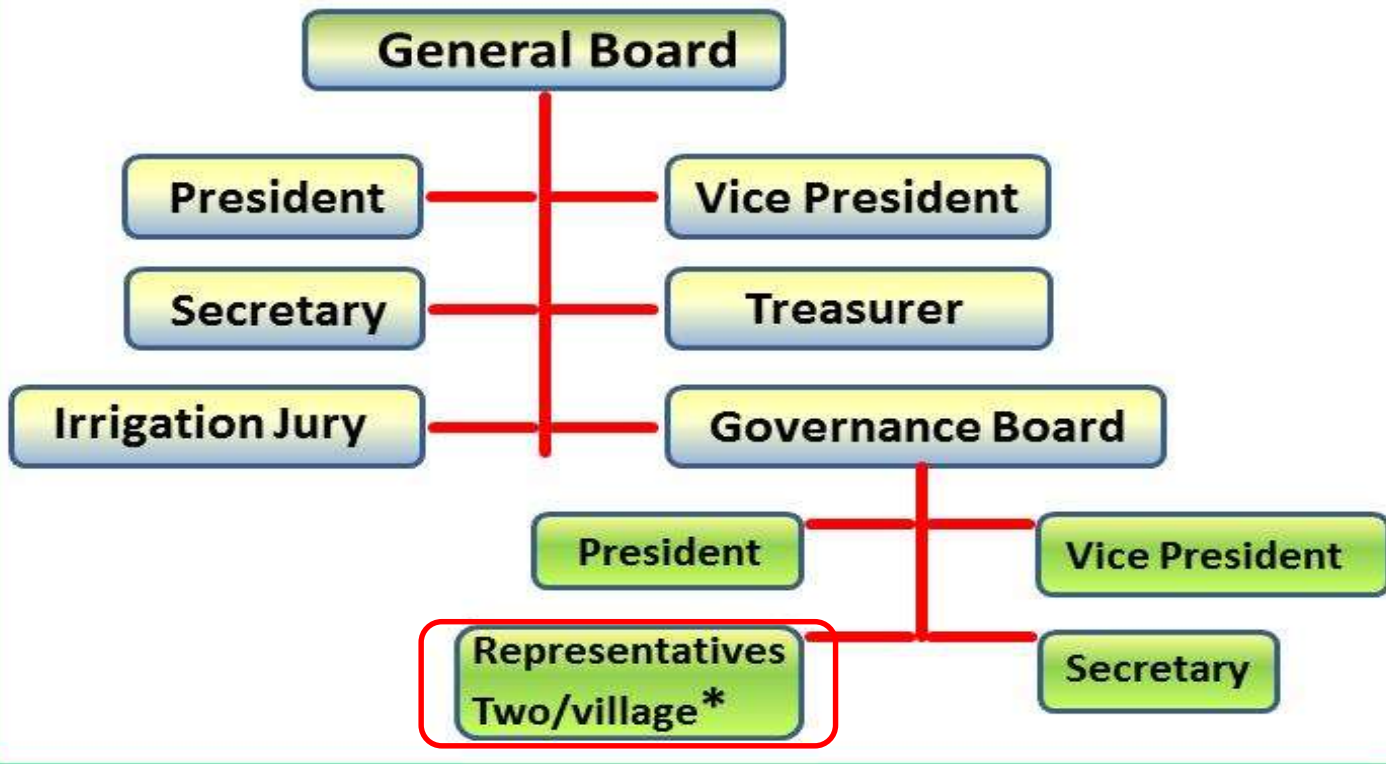 General Board
President
Vice President
Secretary
Treasurer
Irrigation Jury
Governance Board
President
Vice President
Representatives
Two/village*
Secretary